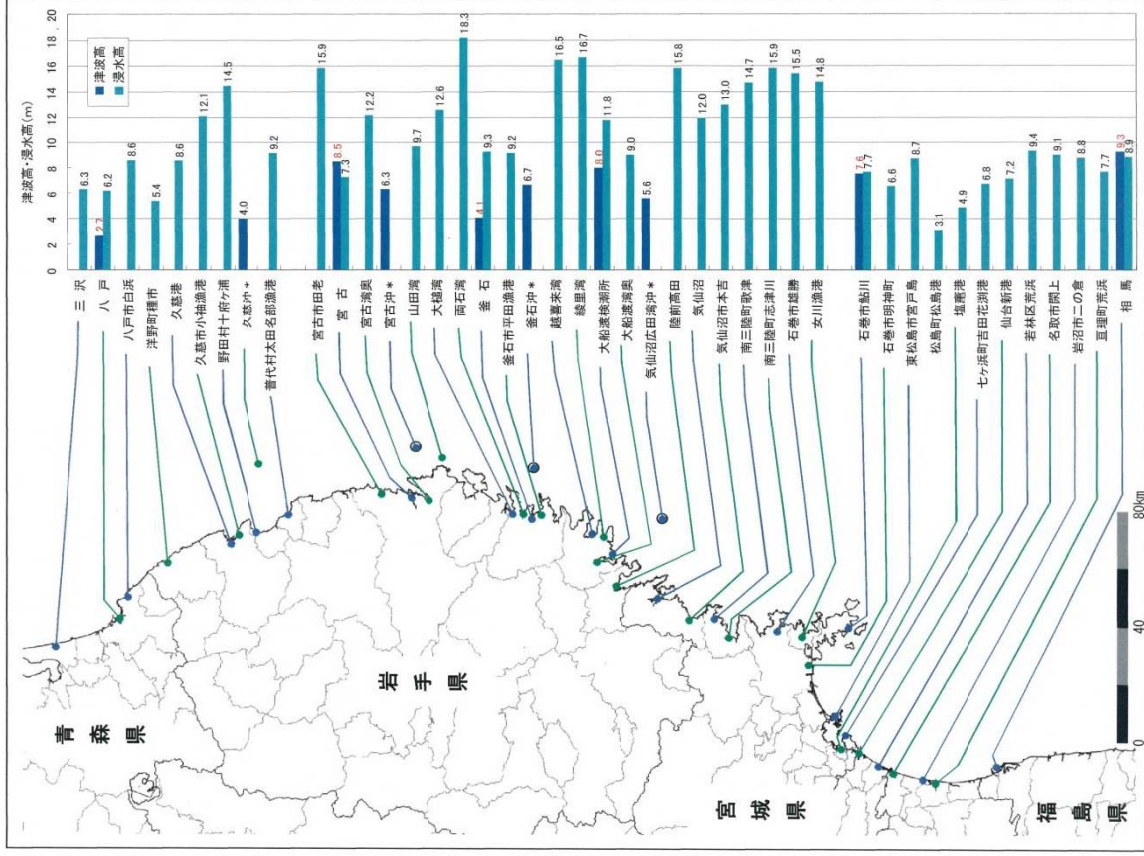 津波高・浸水高(m)
0 2 4 6 8 10 12 14 16 18 20
津波高
浸水高
三沢 6.3
八戸 2.7 6.2
八戸市白浜 8.6
洋野町種市 5.4
久慈港 8.6
久慈市小袖漁港 12.1
野田村十府ヶ浦 14.5
久慈沖* 4.0
普代村太田名部漁港 9.2
宮古市田老 15.9
宮古 8.5 7.3
宮古湾奥 12.2
宮古沖* 6.3
山田湾 9.7
大槌湾 12.6
両石湾 18.3
釜石 4.1 9.3
釜石市平田漁港 9.2
釜石沖* 6.7
越喜来湾 16.5
綾里湾 16.7
大船渡検潮所 8.0 11.8
大船渡湾奥 9.0
気仙沼広田湾沖* 5.6
陸前高田 15.8
気仙沼 12.0
気仙沼市本吉 13.0
南三陸町歌津 14.7
南三陸町志津川 15.9
石巻市雄勝 15.5
女川漁港 14.8
石巻市鮎川 7.6 7.7
石巻市明神町 6.6
東松島市宮戸島 8.7
松島町松島港 3.1
塩竃港 4.9
七ヶ浜町吉田花渕港 6.8
仙台新港 7.2
若林区荒浜 9.4
名取市閖上 9.1
岩沼市二の倉 8.8
亘理町荒浜 7.7
相馬 9.3 8.9
青森県
岩手県
宮城県
福島県
0 40 80km